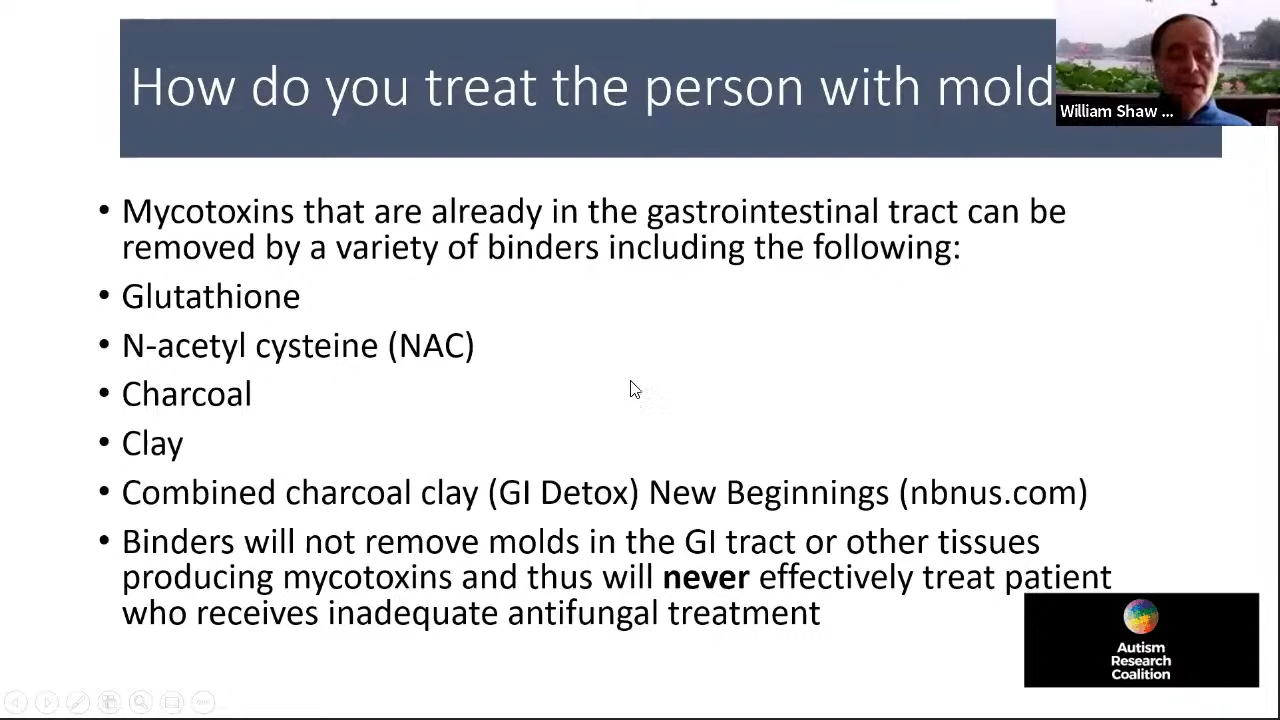 How do you treat the person with mold
William Shaw ...
• Mycotoxins that are already in the gastrointestinal tract can be
removed by a variety of binders including the following:
• Glutathione
• N-acetyl cysteine (NAC)
• Charcoal
• Clay
• Combined charcoal clay (GI Detox) New Beginnings (nbnus.com)
• Binders will not remove molds in the GI tract or other tissues
producing mycotoxins and thus will never effectively treat patient
who receives inadequate antifungal treatment
Autism
Research
Coalition